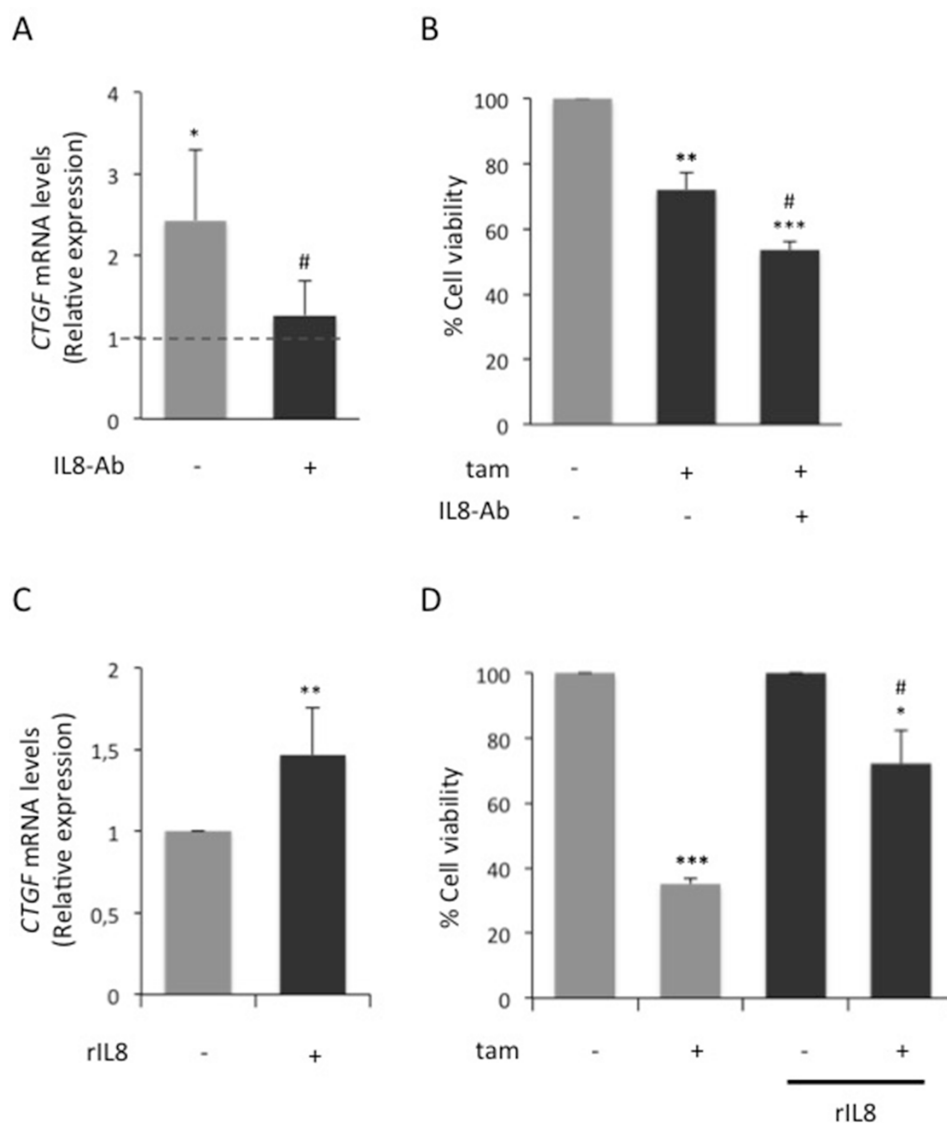 A
CTGF mRNA levels
(Relative expression)
4
3
2
1
0
*
#
IL8-Ab - +
B
% Cell viability
100
80
60
40
20
0
**
#
***
tam - + +
IL8-Ab - - +
C
CTGF mRNA levels
(Relative expression)
2
1,5
1
0,5
0
**
rIL8 - +
D
% Cell viability
100
80
60
40
20
0
***
#
*
tam - + - +
rIL8